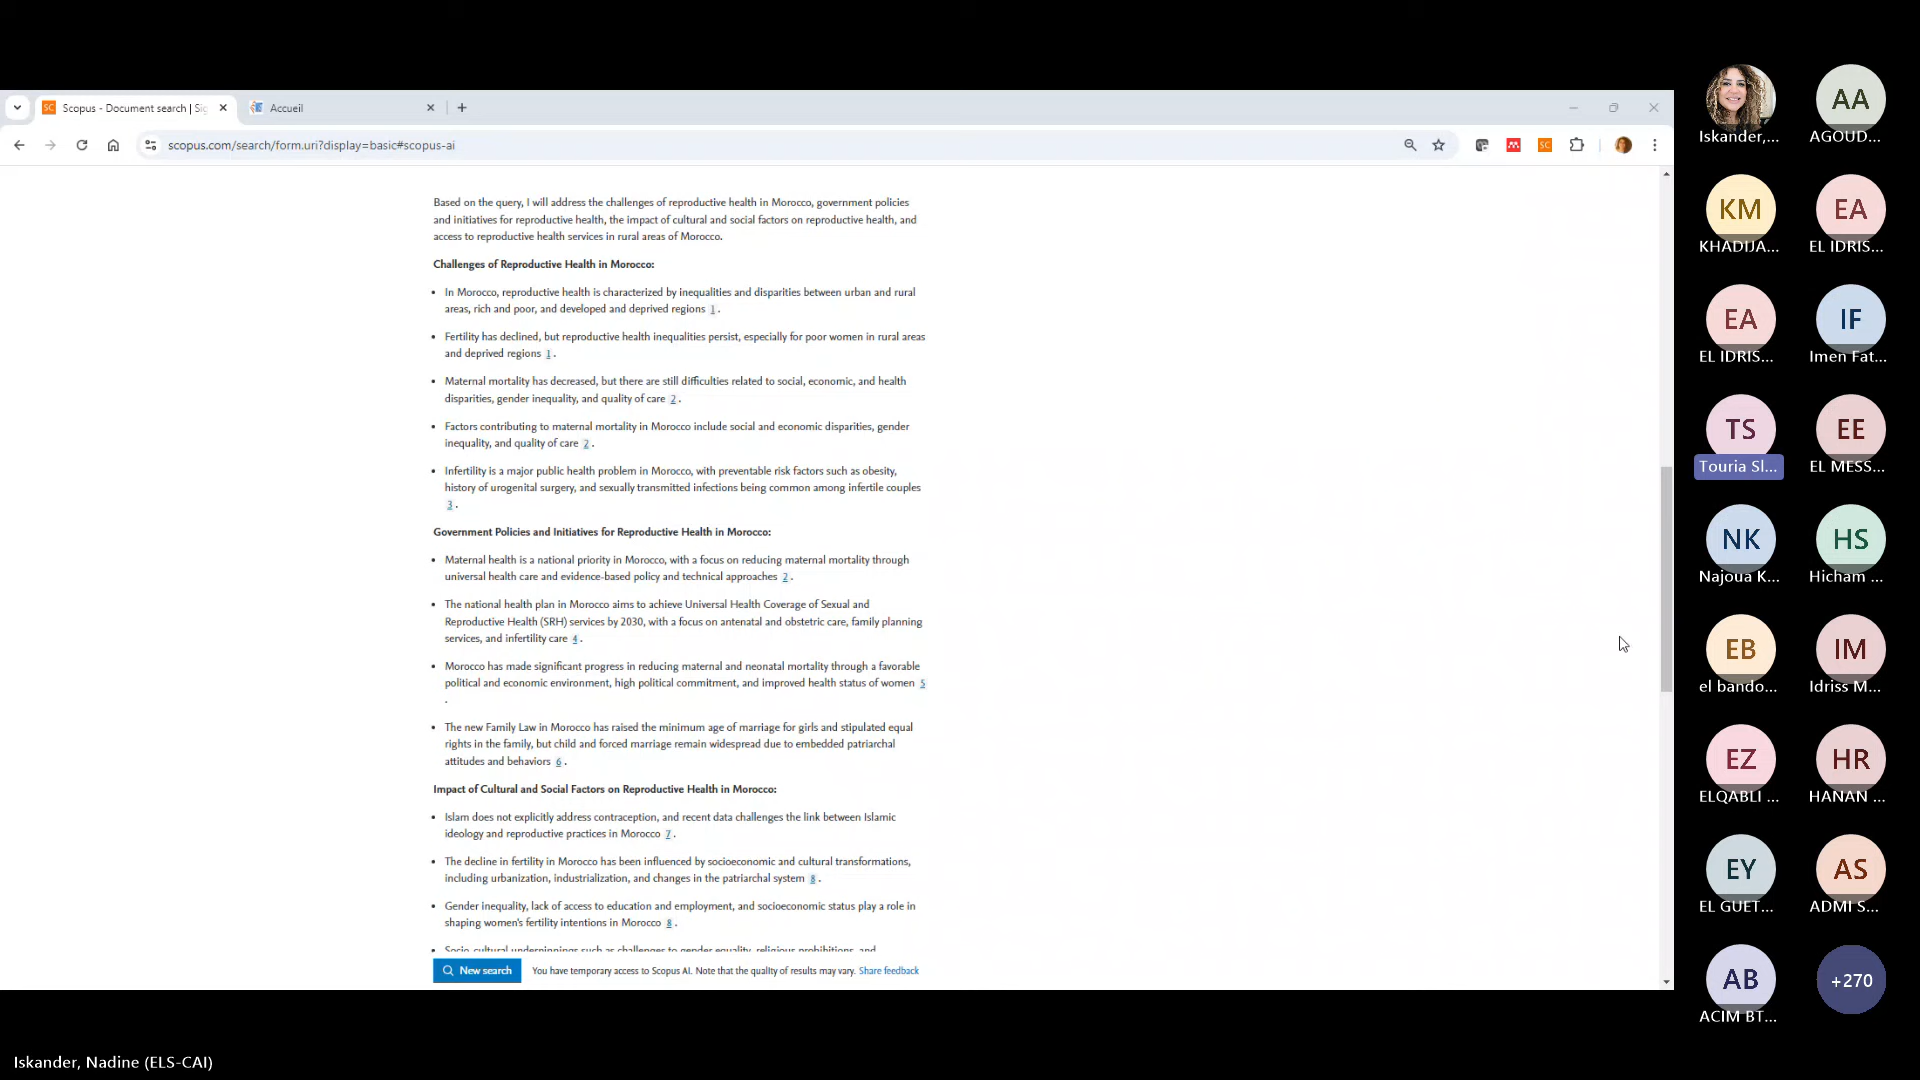 Scopus - Document search | Sig
Accueil
scopus.com/search/form.uri?display=basic#scopus-ai
Based on the query, I will address the challenges of reproductive health in Morocco, government policies
and initiatives for reproductive health, the impact of cultural and social factors on reproductive health, and
access to reproductive health services in rural areas of Morocco.
Challenges of Reproductive Health in Morocco:
• In Morocco, reproductive health is characterized by inequalities and disparities between urban and rural
areas, rich and poor, and developed and deprived regions 1 .
• Fertility has declined, but reproductive health inequalities persist, especially for poor women in rural areas
and deprived regions 1 .
• Maternal mortality has decreased, but there are still difficulties related to social, economic, and health
disparities, gender inequality, and quality of care 2 .
• Factors contributing to maternal mortality in Morocco include social and economic disparities, gender
inequality, and quality of care 2 .
• Infertility is a major public health problem in Morocco, with preventable risk factors such as obesity,
history of urogenital surgery, and sexually transmitted infections being common among infertile couples
3 .
Government Policies and Initiatives for Reproductive Health in Morocco:
• Maternal health is a national priority in Morocco, with a focus on reducing maternal mortality through
universal health care and evidence-based policy and technical approaches 2 .
• The national health plan in Morocco aims to achieve Universal Health Coverage of Sexual and
Reproductive Health (SRH) services by 2030, with a focus on antenatal and obstetric care, family planning
services, and infertility care 4 .
• Morocco has made significant progress in reducing maternal and neonatal mortality through a favorable
political and economic environment, high political commitment, and improved health status of women 5
.
• The new Family Law in Morocco has raised the minimum age of marriage for girls and stipulated equal
rights in the family, but child and forced marriage remain widespread due to embedded patriarchal
attitudes and behaviors 6 .
Impact of Cultural and Social Factors on Reproductive Health in Morocco:
• Islam does not explicitly address contraception, and recent data challenges the link between Islamic
ideology and reproductive practices in Morocco 7 .
• The decline in fertility in Morocco has been influenced by socioeconomic and cultural transformations,
including urbanization, industrialization, and changes in the patriarchal system 8 .
• Gender inequality, lack of access to education and employment, and socioeconomic status play a role in
shaping women's fertility intentions in Morocco 8 .
• Socio-cultural underpinnings such as challenges to gender equality, religious prohibitions, and
New search
You have temporary access to Scopus AI. Note that the quality of results may vary. Share feedback
Iskander,...
AA
AGOUD...
KM
KHADIJA...
EA
EL IDRIS...
EA
EL IDRIS...
IF
Imen Fat...
TS
Touria Sl...
EE
EL MESS...
NK
Najoua K...
HS
Hicham ...
EB
el bando...
IM
Idriss M...
EZ
ELQABLI ...
HR
HANAN ...
EY
EL GUET...
AS
ADMI S...
AB
ACIM BT...
+270
Iskander, Nadine (ELS-CAI)